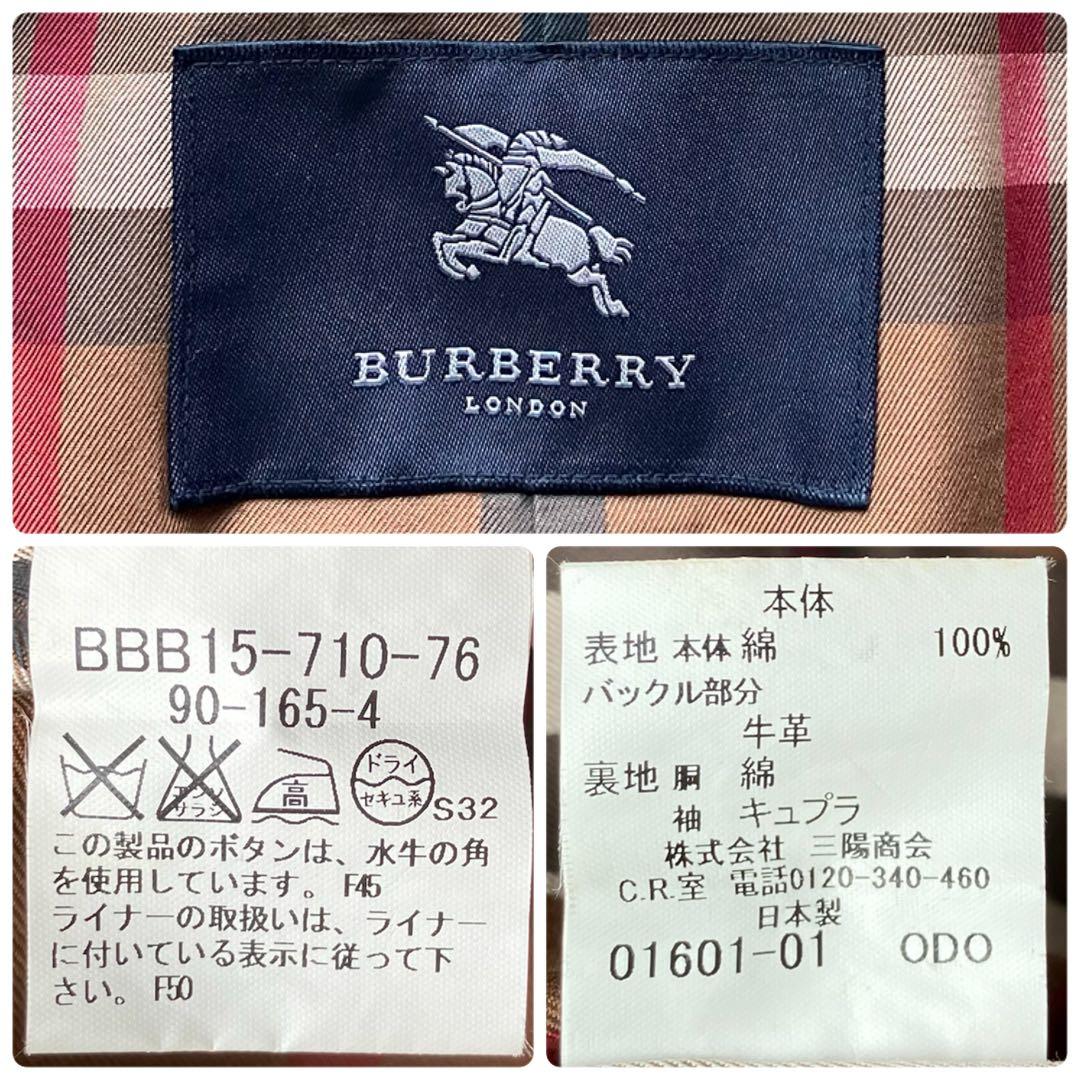 BURBERRY
LONDON
BBB15-710-76
90-165-4
エンソ
サラシ
高
ドライ
セキユ系
S32
この製品のボタンは、水牛の角
を使用しています。 F45
ライナーの取扱いは、ライナー
に付いている表示に従って下
さい。 F50
本体
表地 本体 綿 100%
バックル部分
牛革
裏地 胴 綿
袖 キュプラ
株式会社 三陽商会
C.R.室 電話0120-340-460
日本製
01601-01 ODO